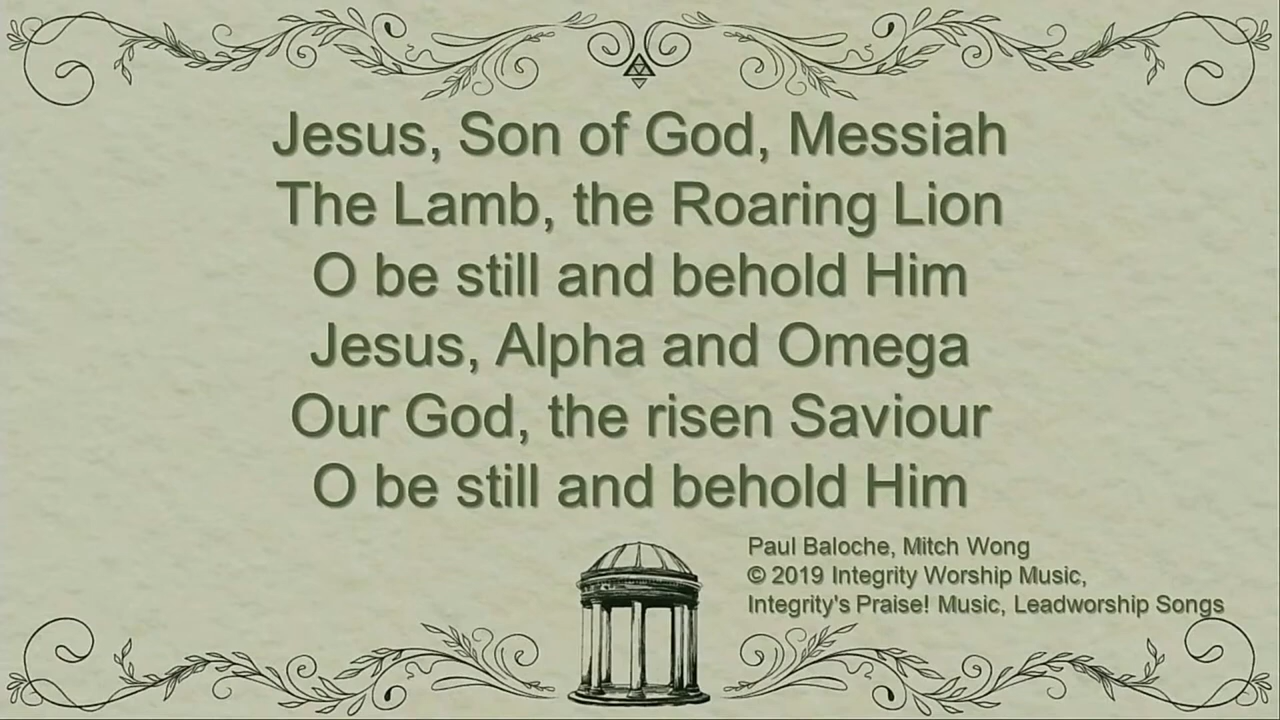 Jesus, Son of God, Messiah
The Lamb, the Roaring Lion
O be still and behold Him
Jesus, Alpha and Omega
Our God, the risen Saviour
O be still and behold Him
Paul Baloche, Mitch Wong
© 2019 Integrity Worship Music,
Integrity's Praise! Music, Leadworship Songs